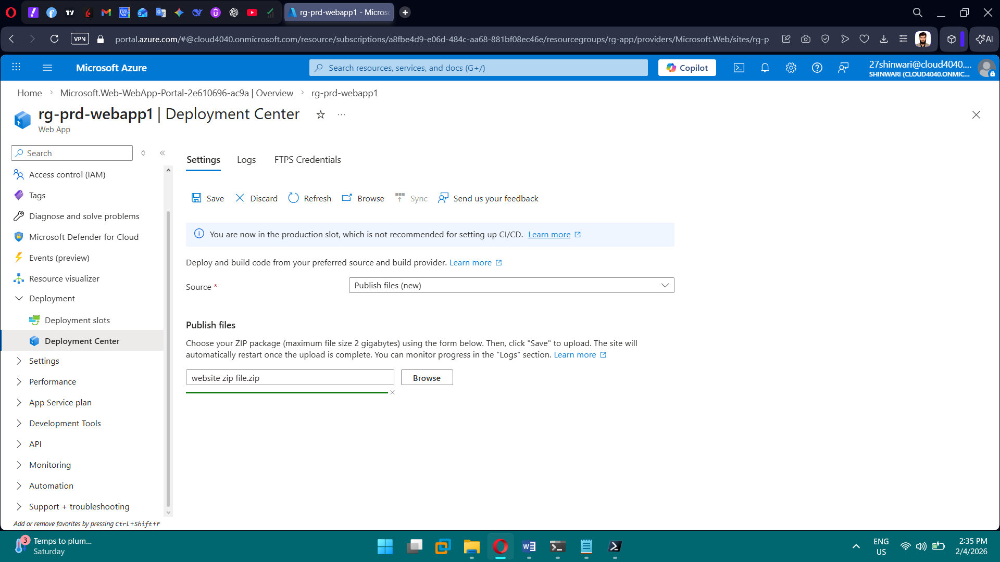 rg-prd-webapp1 - Micros
VPN
portal.azure.com/#@cloud4040.onmicrosoft.com/resource/subscriptions/a8fbe4d9-e06d-484c-aa68-881bf08ec46e/resourcegroups/rg-app/providers/Microsoft.Web/sites/rg-p
AI
Microsoft Azure
Search resources, services, and docs (G+/)
Copilot
27shinwari@cloud4040....
SHINWARI (CLOUD4040.ONMIC...
Home > Microsoft.Web-WebApp-Portal-2e610696-ac9a | Overview > rg-prd-webapp1
rg-prd-webapp1 | Deployment Center
Web App
Search
Access control (IAM)
Tags
Diagnose and solve problems
Microsoft Defender for Cloud
Events (preview)
Resource visualizer
Deployment
Deployment slots
Deployment Center
Settings
Performance
App Service plan
Development Tools
API
Monitoring
Automation
Support + troubleshooting
Add or remove favorites by pressing Ctrl+Shift+F
Settings Logs FTPS Credentials
Save Discard Refresh Browse Sync Send us your feedback
You are now in the production slot, which is not recommended for setting up CI/CD. Learn more
Deploy and build code from your preferred source and build provider. Learn more
Source * Publish files (new)
Publish files
Choose your ZIP package (maximum file size 2 gigabytes) using the form below. Then, click "Save" to upload. The site will
automatically restart once the upload is complete. You can monitor progress in the "Logs" section. Learn more
website zip file.zip Browse
3
Temps to plum...
Saturday
ENG
US
2:35 PM
2/4/2026